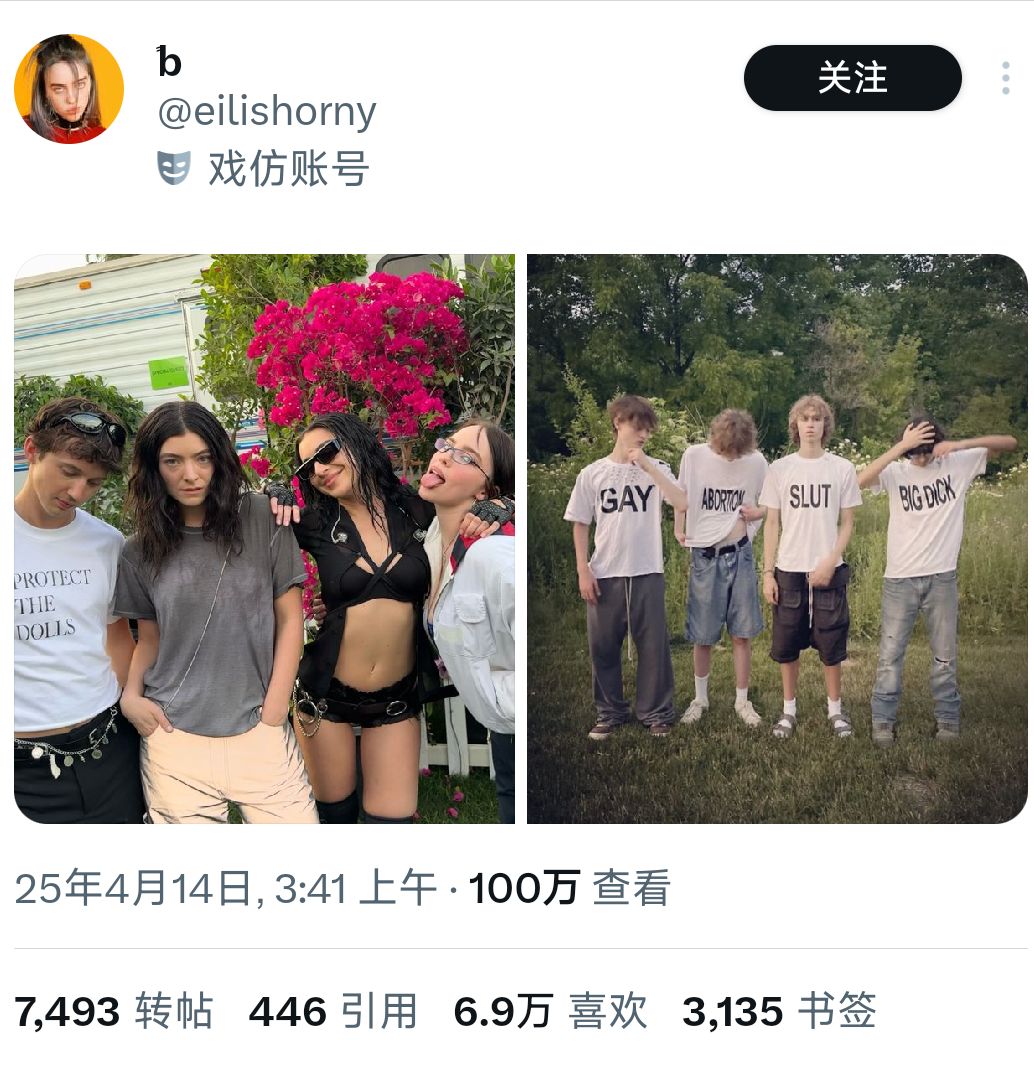 b
@eilishorny
戏仿账号
关注
PROTECT
THE
DOLLS
GAY
ABORTION
SLUT
BIG DICK
25年4月14日, 3:41 上午 · 100万 查看
7,493 转帖 446 引用 6.9万 喜欢 3,135 书签